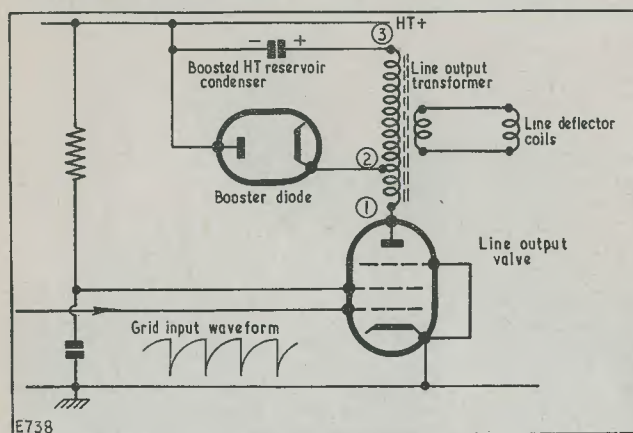 HT+
③
− +
Boosted HT reservoir
condenser
Line output
transformer
Line deflector
coils
②
Booster diode
①
Line output
valve
Grid input waveform
E738